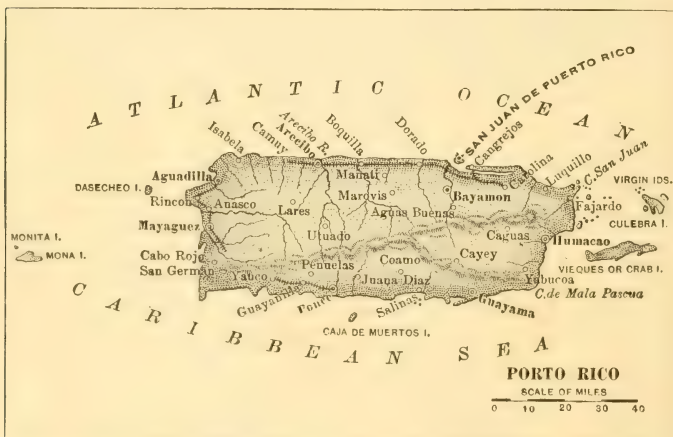 ATLANTIC OCEAN
SAN JUAN DE PUERTO RICO
Isabela
Camuy
Arecibo R.
Arecibo
Boquilla
Dorado
Cangrejos
Carolina
Luquillo
C. San Juan
Aguadilla
Manati
VIRGIN IDS.
DASECHEO I.
Rincon
Anasco
Lares
Marovis
Bayamon
Fajardo
Aguas Buenas
CULEBRA I.
Mayaguez
Utuado
Caguas
Humacao
MONITA I.
MONA I.
Cabo Rojo
San German
Penuelas
Coamo
Cayey
VIEQUES OR CRAB I.
Yauco
Juana Diaz
Yabucoa
Guayanilla
Ponce
Salinas
Guayama
C. de Mala Pascua
CAJA DE MUERTOS I.
CARIBBEAN SEA
PORTO RICO
SCALE OF MILES
0 10 20 30 40